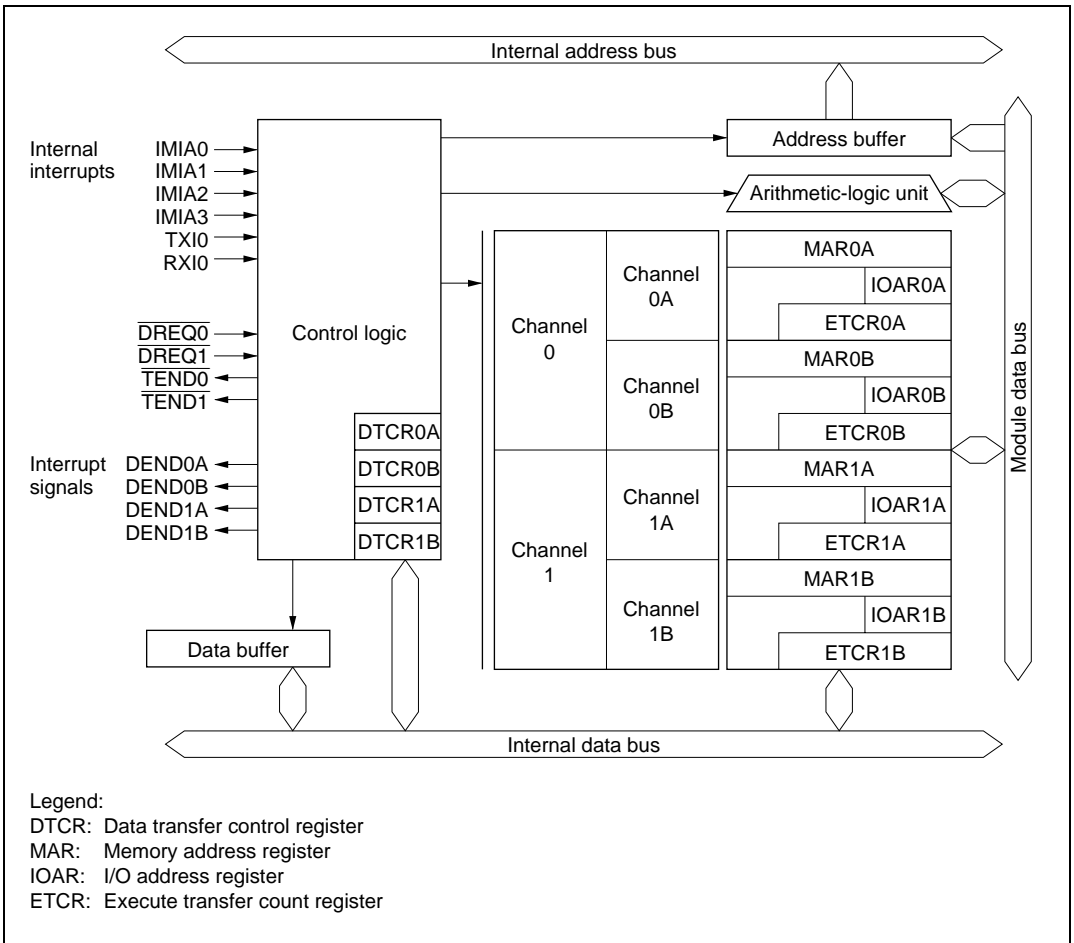 Internal address bus
Address buffer
Arithmetic-logic unit
Internal
interrupts
IMIA0
IMIA1
IMIA2
IMIA3
TXI0
RXI0
DREQ0
DREQ1
TEND0
TEND1
Interrupt
signals
DEND0A
DEND0B
DEND1A
DEND1B
Control logic
DTCR0A
DTCR0B
DTCR1A
DTCR1B
Data buffer
Channel
0
Channel
1
Channel
0A
Channel
0B
Channel
1A
Channel
1B
MAR0A
IOAR0A
ETCR0A
MAR0B
IOAR0B
ETCR0B
MAR1A
IOAR1A
ETCR1A
MAR1B
IOAR1B
ETCR1B
Module data bus
Internal data bus
Legend:
DTCR: Data transfer control register
MAR: Memory address register
IOAR: I/O address register
ETCR: Execute transfer count register